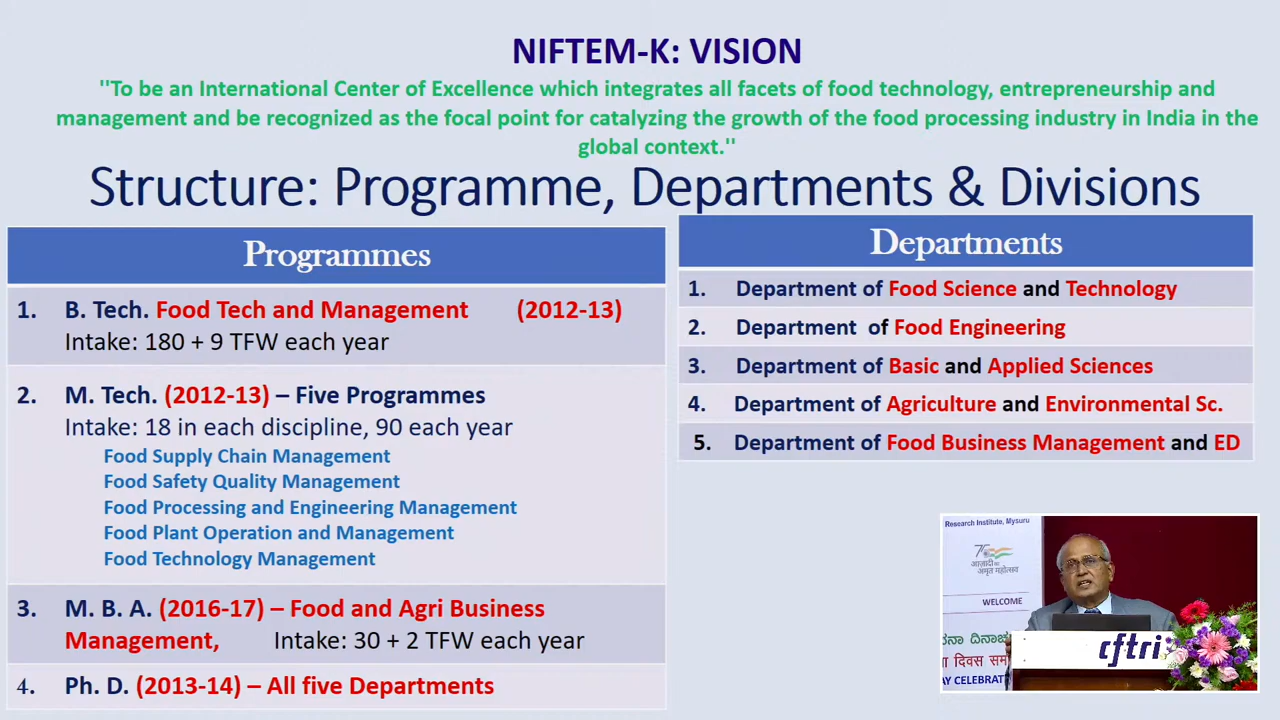 NIFTEM-K: VISION
''To be an International Center of Excellence which integrates all facets of food technology, entrepreneurship and
management and be recognized as the focal point for catalyzing the growth of the food processing industry in India in the
global context.''
Structure: Programme, Departments & Divisions
Programmes
1. B. Tech. Food Tech and Management (2012-13)
Intake: 180 + 9 TFW each year
2. M. Tech. (2012-13) – Five Programmes
Intake: 18 in each discipline, 90 each year
Food Supply Chain Management
Food Safety Quality Management
Food Processing and Engineering Management
Food Plant Operation and Management
Food Technology Management
3. M. B. A. (2016-17) – Food and Agri Business
Management, Intake: 30 + 2 TFW each year
4. Ph. D. (2013-14) – All five Departments
Departments
1. Department of Food Science and Technology
2. Department of Food Engineering
3. Department of Basic and Applied Sciences
4. Department of Agriculture and Environmental Sc.
5. Department of Food Business Management and ED
Research Institute, Mysuru
75
आज़ादी का
अमृत महोत्सव
WELCOME
दिवस
AY CELEBRAT
cftri